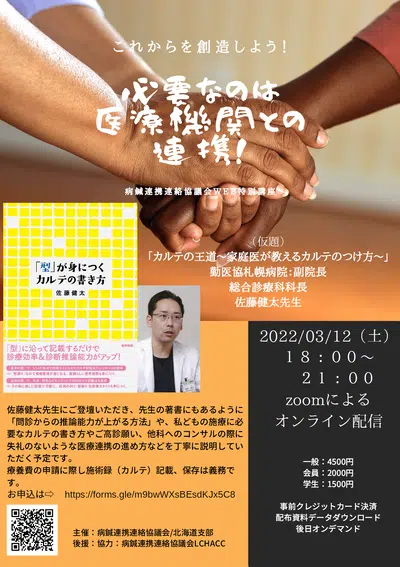 これからを創造しよう！
必要なのは
医療機関との
連携！
病鍼連携連絡協議会WEB特別講座
「型」が身につく
カルテの書き方
佐藤健太
医学書院
「型」に沿って記載するだけで
診療効率＆診断推論能力がアップ！
（仮題）
「カルテの王道～家庭医が教えるカルテのつけ方～」
勤医協札幌病院：副院長
総合診療科科長
佐藤健太先生
2022/03/12（土）
１８：００～
２１：００
zoomによる
オンライン配信
佐藤健太先生にご登壇いただき、先生の著書にもあるように
「問診からの推論能力が上がる方法」や、私どもの施療に必
要なカルテの書き方やご高診願い、他科へのコンサルの際に
失礼のないような医療連携の進め方などを丁寧に説明してい
ただく予定です。
療養費の申請に際し施術録（カルテ）記載、保存は義務で
す。
お申込は⇨ https://forms.gle/m9bwWXsBEsdKJx5C8
一般：4500円
会員：2000円
学生：1500円
事前クレジットカード決済
配布資料データダウンロード
後日オンデマンド
主催：病鍼連携連絡協議会/北海道支部
後援：協力：病鍼連携連絡協議会LCHACC